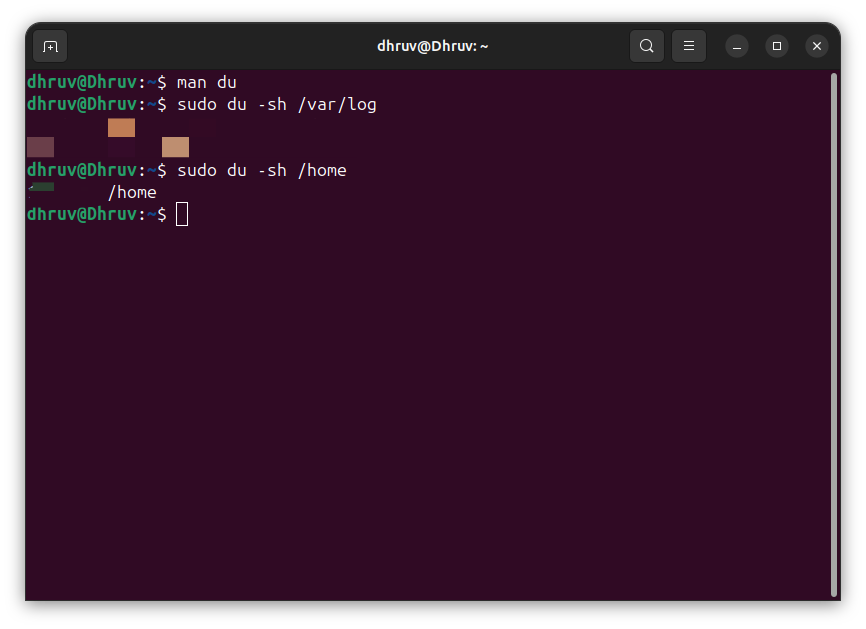 dhruv@Dhruv: ~
dhruv@Dhruv:~$ man du
dhruv@Dhruv:~$ sudo du -sh /var/log
dhruv@Dhruv:~$ sudo du -sh /home
/home
dhruv@Dhruv:~$